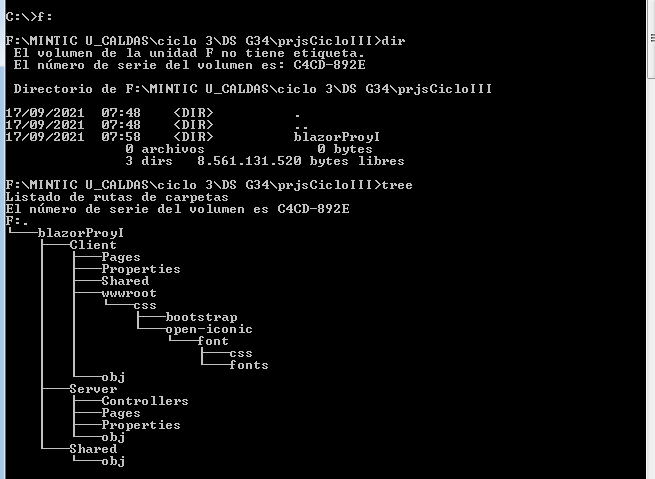 C:\>f:
F:\MINTIC U_CALDAS\ciclo 3\DS G34\prjsCicloIII>dir
 El volumen de la unidad F no tiene etiqueta.
 El número de serie del volumen es: C4CD-892E
 Directorio de F:\MINTIC U_CALDAS\ciclo 3\DS G34\prjsCicloIII
17/09/2021  07:48    <DIR>          .
17/09/2021  07:48    <DIR>          ..
17/09/2021  07:58    <DIR>          blazorProyI
               0 archivos              0 bytes
               3 dirs   8.561.131.520 bytes libres
F:\MINTIC U_CALDAS\ciclo 3\DS G34\prjsCicloIII>tree
Listado de rutas de carpetas
El número de serie del volumen es C4CD-892E
F:.
└───blazorProyI
    ├───Client
    │   ├───Pages
    │   ├───Properties
    │   ├───Shared
    │   ├───wwwroot
    │   │   └───css
    │   │       ├───bootstrap
    │   │       └───open-iconic
    │   │           └───font
    │   │               ├───css
    │   │               └───fonts
    │   └───obj
    ├───Server
    │   ├───Controllers
    │   ├───Pages
    │   ├───Properties
    │   └───obj
    └───Shared
        └───obj